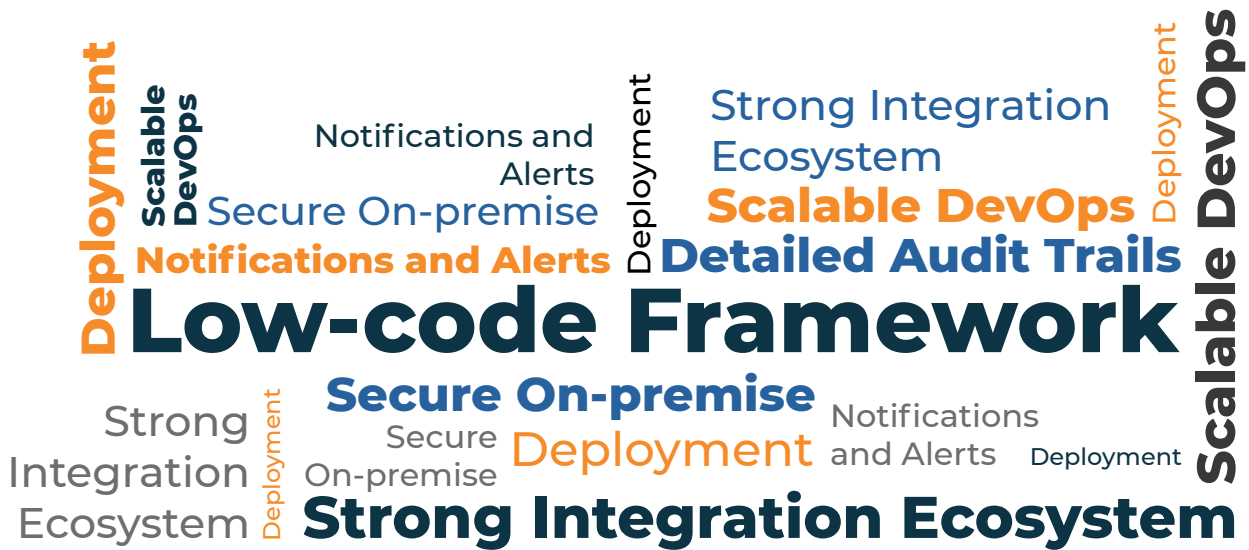 Deployment
Scalable
DevOps
Notifications and
Alerts
Secure On-premise
Notifications and Alerts
Deployment
Strong Integration
Ecosystem
Scalable DevOps
Deployment
Detailed Audit Trails
Scalable DevOps
Low-code Framework
Strong
Integration
Ecosystem
Deployment
Secure On-premise
Secure
On-premise
Deployment
Notifications
and Alerts
Deployment
Strong Integration Ecosystem